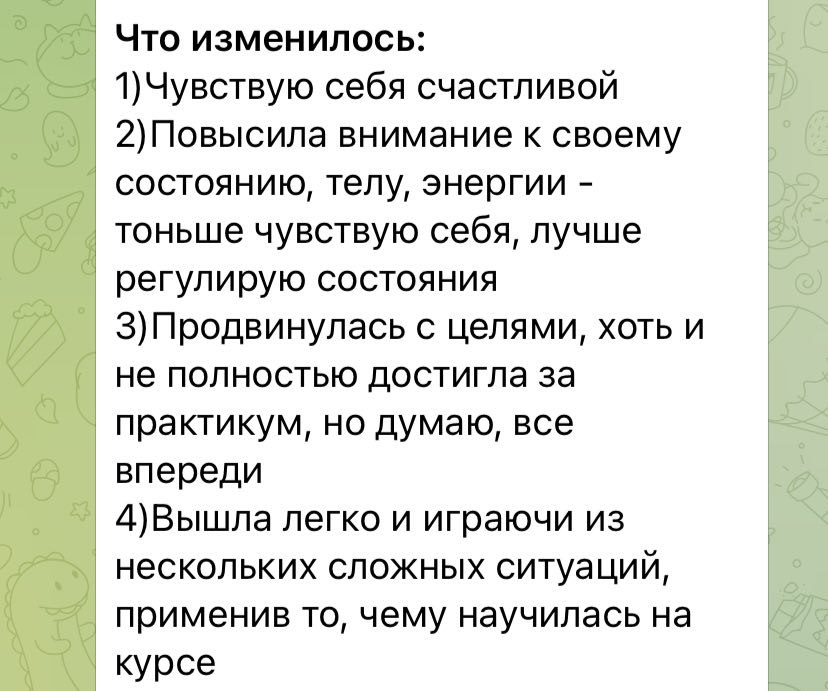 Что изменилось:
1)Чувствую себя счастливой
2)Повысила внимание к своему
состоянию, телу, энергии -
тоньше чувствую себя, лучше
регулирую состояния
3)Продвинулась с целями, хоть и
не полностью достигла за
практикум, но думаю, все
впереди
4)Вышла легко и играючи из
нескольких сложных ситуаций,
применив то, чему научилась на
курсе